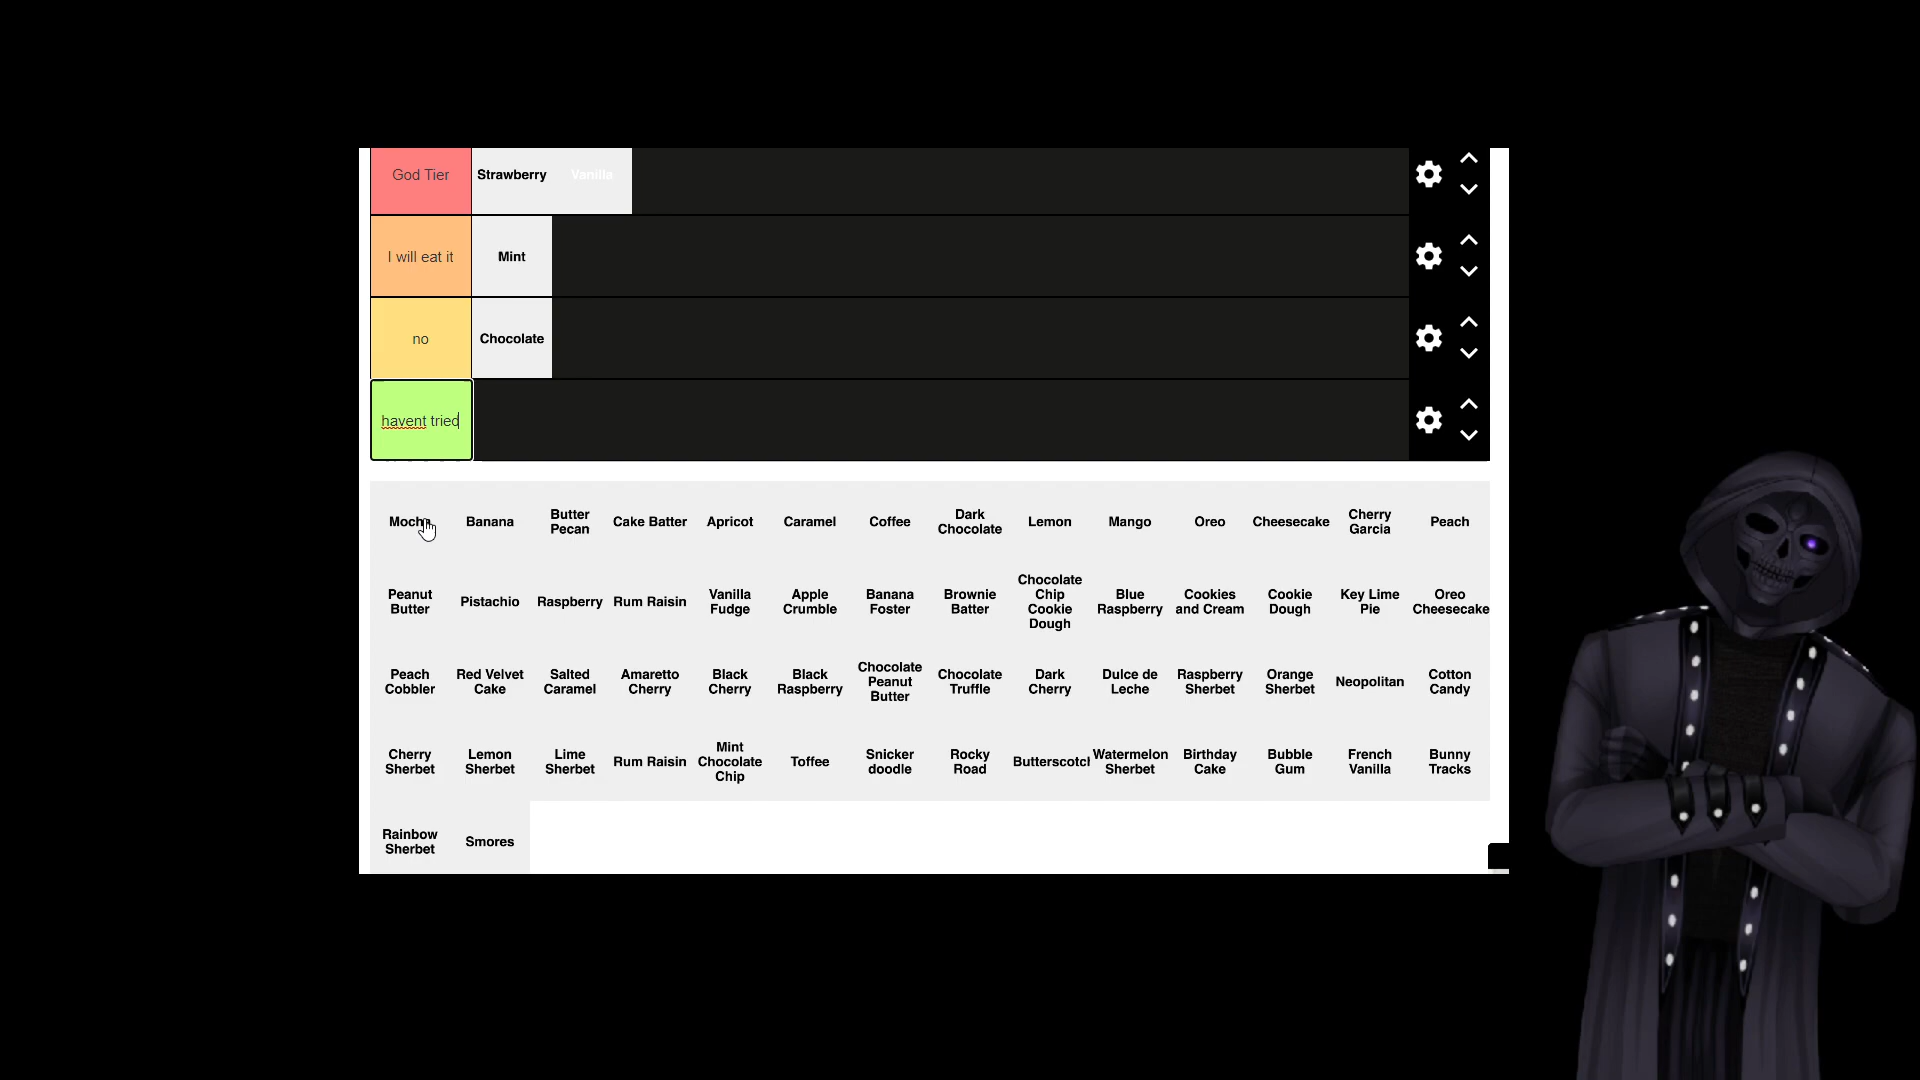 God Tier
Strawberry
Vanilla
I will eat it
Mint
no
Chocolate
havent tried
Mocha
Banana
Butter
Pecan
Cake Batter
Apricot
Caramel
Coffee
Dark
Chocolate
Lemon
Mango
Oreo
Cheesecake
Cherry
Garcia
Peach
Peanut
Butter
Pistachio
Raspberry
Rum Raisin
Vanilla
Fudge
Apple
Crumble
Banana
Foster
Brownie
Batter
Chocolate
Chip
Cookie
Dough
Blue
Raspberry
Cookies
and Cream
Cookie
Dough
Key Lime
Pie
Oreo
Cheesecake
Peach
Cobbler
Red Velvet
Cake
Salted
Caramel
Amaretto
Cherry
Black
Cherry
Black
Raspberry
Chocolate
Peanut
Butter
Chocolate
Truffle
Dark
Cherry
Dulce de
Leche
Raspberry
Sherbet
Orange
Sherbet
Neopolitan
Cotton
Candy
Cherry
Sherbet
Lemon
Sherbet
Lime
Sherbet
Rum Raisin
Mint
Chocolate
Chip
Toffee
Snicker
doodle
Rocky
Road
Butterscotch
Watermelon
Sherbet
Birthday
Cake
Bubble
Gum
French
Vanilla
Bunny
Tracks
Rainbow
Sherbet
Smores